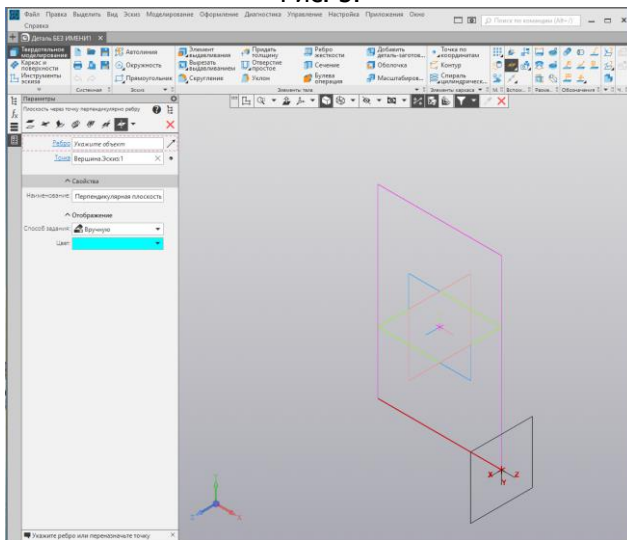 Рис. 3.
Файл Правка Выделить Вид Эскиз Моделирование Оформление Диагностика Управление Настройка Приложения Окно
Справка
Поиск по командам (Alt+/)
Деталь БЕЗ ИМЕНИ1
Твердотельное моделирование
Каркас и поверхности
Инструменты эскиза
Автолиния
Окружность
Прямоугольник
Элемент выдавливания
Вырезать выдавливанием
Скругление
Придать толщину
Отверстие простое
Уклон
Ребро жесткости
Сечение
Булева операция
Добавить деталь-заготов...
Оболочка
Масштабиров...
Точка по координатам
Контур
Спираль цилиндрическ...
Системная
Эскиз
Элементы тела
Элементы каркаса
Параметры
Плоскость через точку перпендикулярно ребру
Ребро Укажите объект
Точка Вершина.Эскиз:1
Свойства
Наименование: Перпендикулярная плоскость
Отображение
Способ задания: Вручную
Цвет:
X Z
Y
Укажите ребро или переназначьте точку